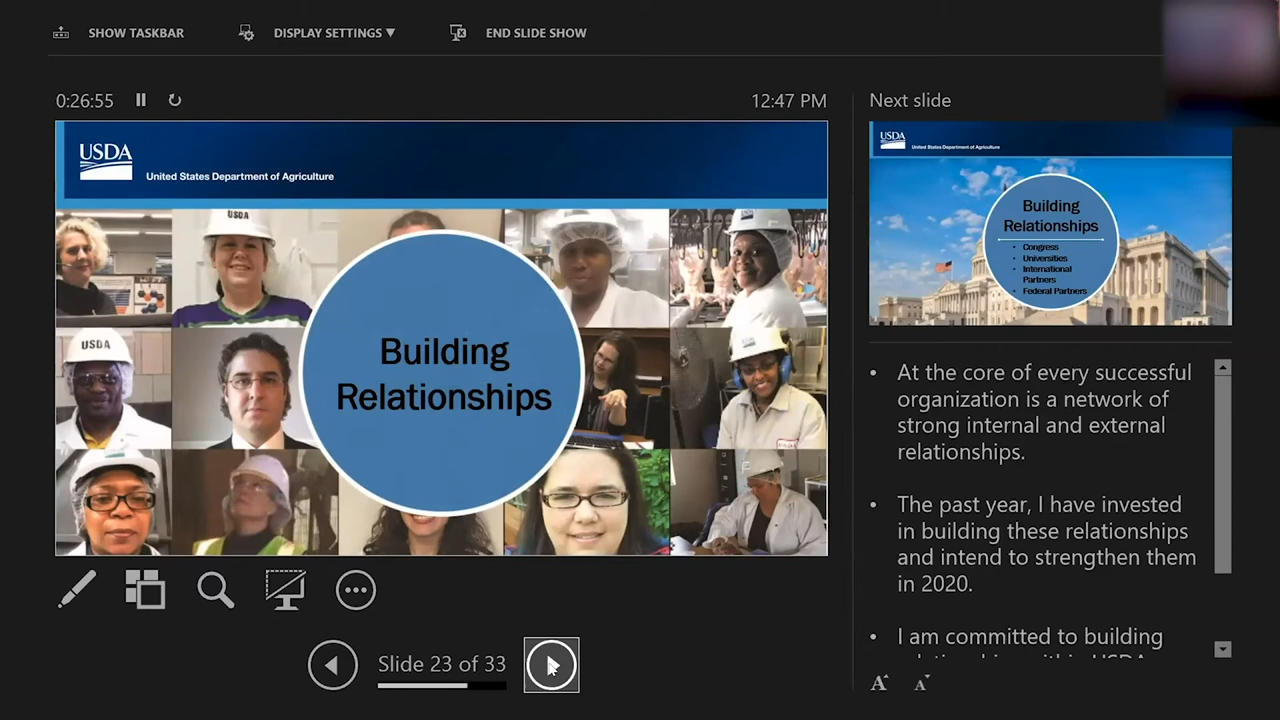 SHOW TASKBAR
DISPLAY SETTINGS ▼
END SLIDE SHOW
0:26:55
12:47 PM
USDA
United States Department of Agriculture
USDA
USDA
Building
Relationships
Slide 23 of 33
Next slide
USDA
United States Department of Agriculture
Building
Relationships
• Congress
• Universities
• International
Partners
• Federal Partners
• At the core of every successful
organization is a network of
strong internal and external
relationships.
• The past year, I have invested
in building these relationships
and intend to strengthen them
in 2020.
• I am committed to building
A A